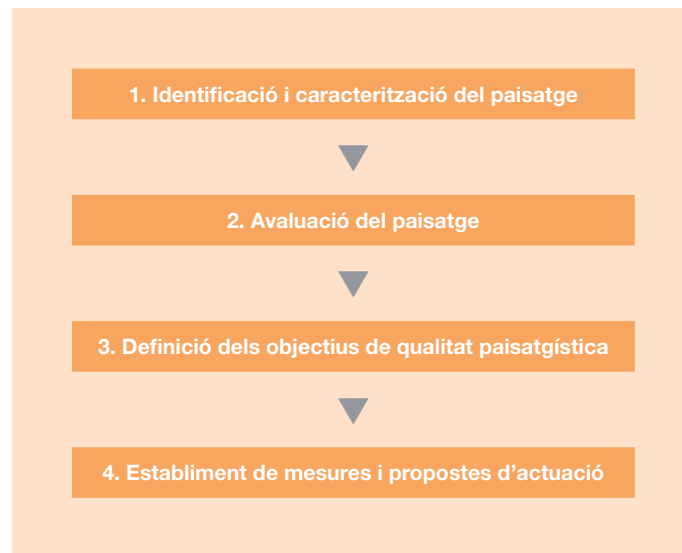 1. Identificació i caracterització del paisatge
2. Avaluació del paisatge
3. Definició dels objectius de qualitat paisatgística
4. Establiment de mesures i propostes d’actuació